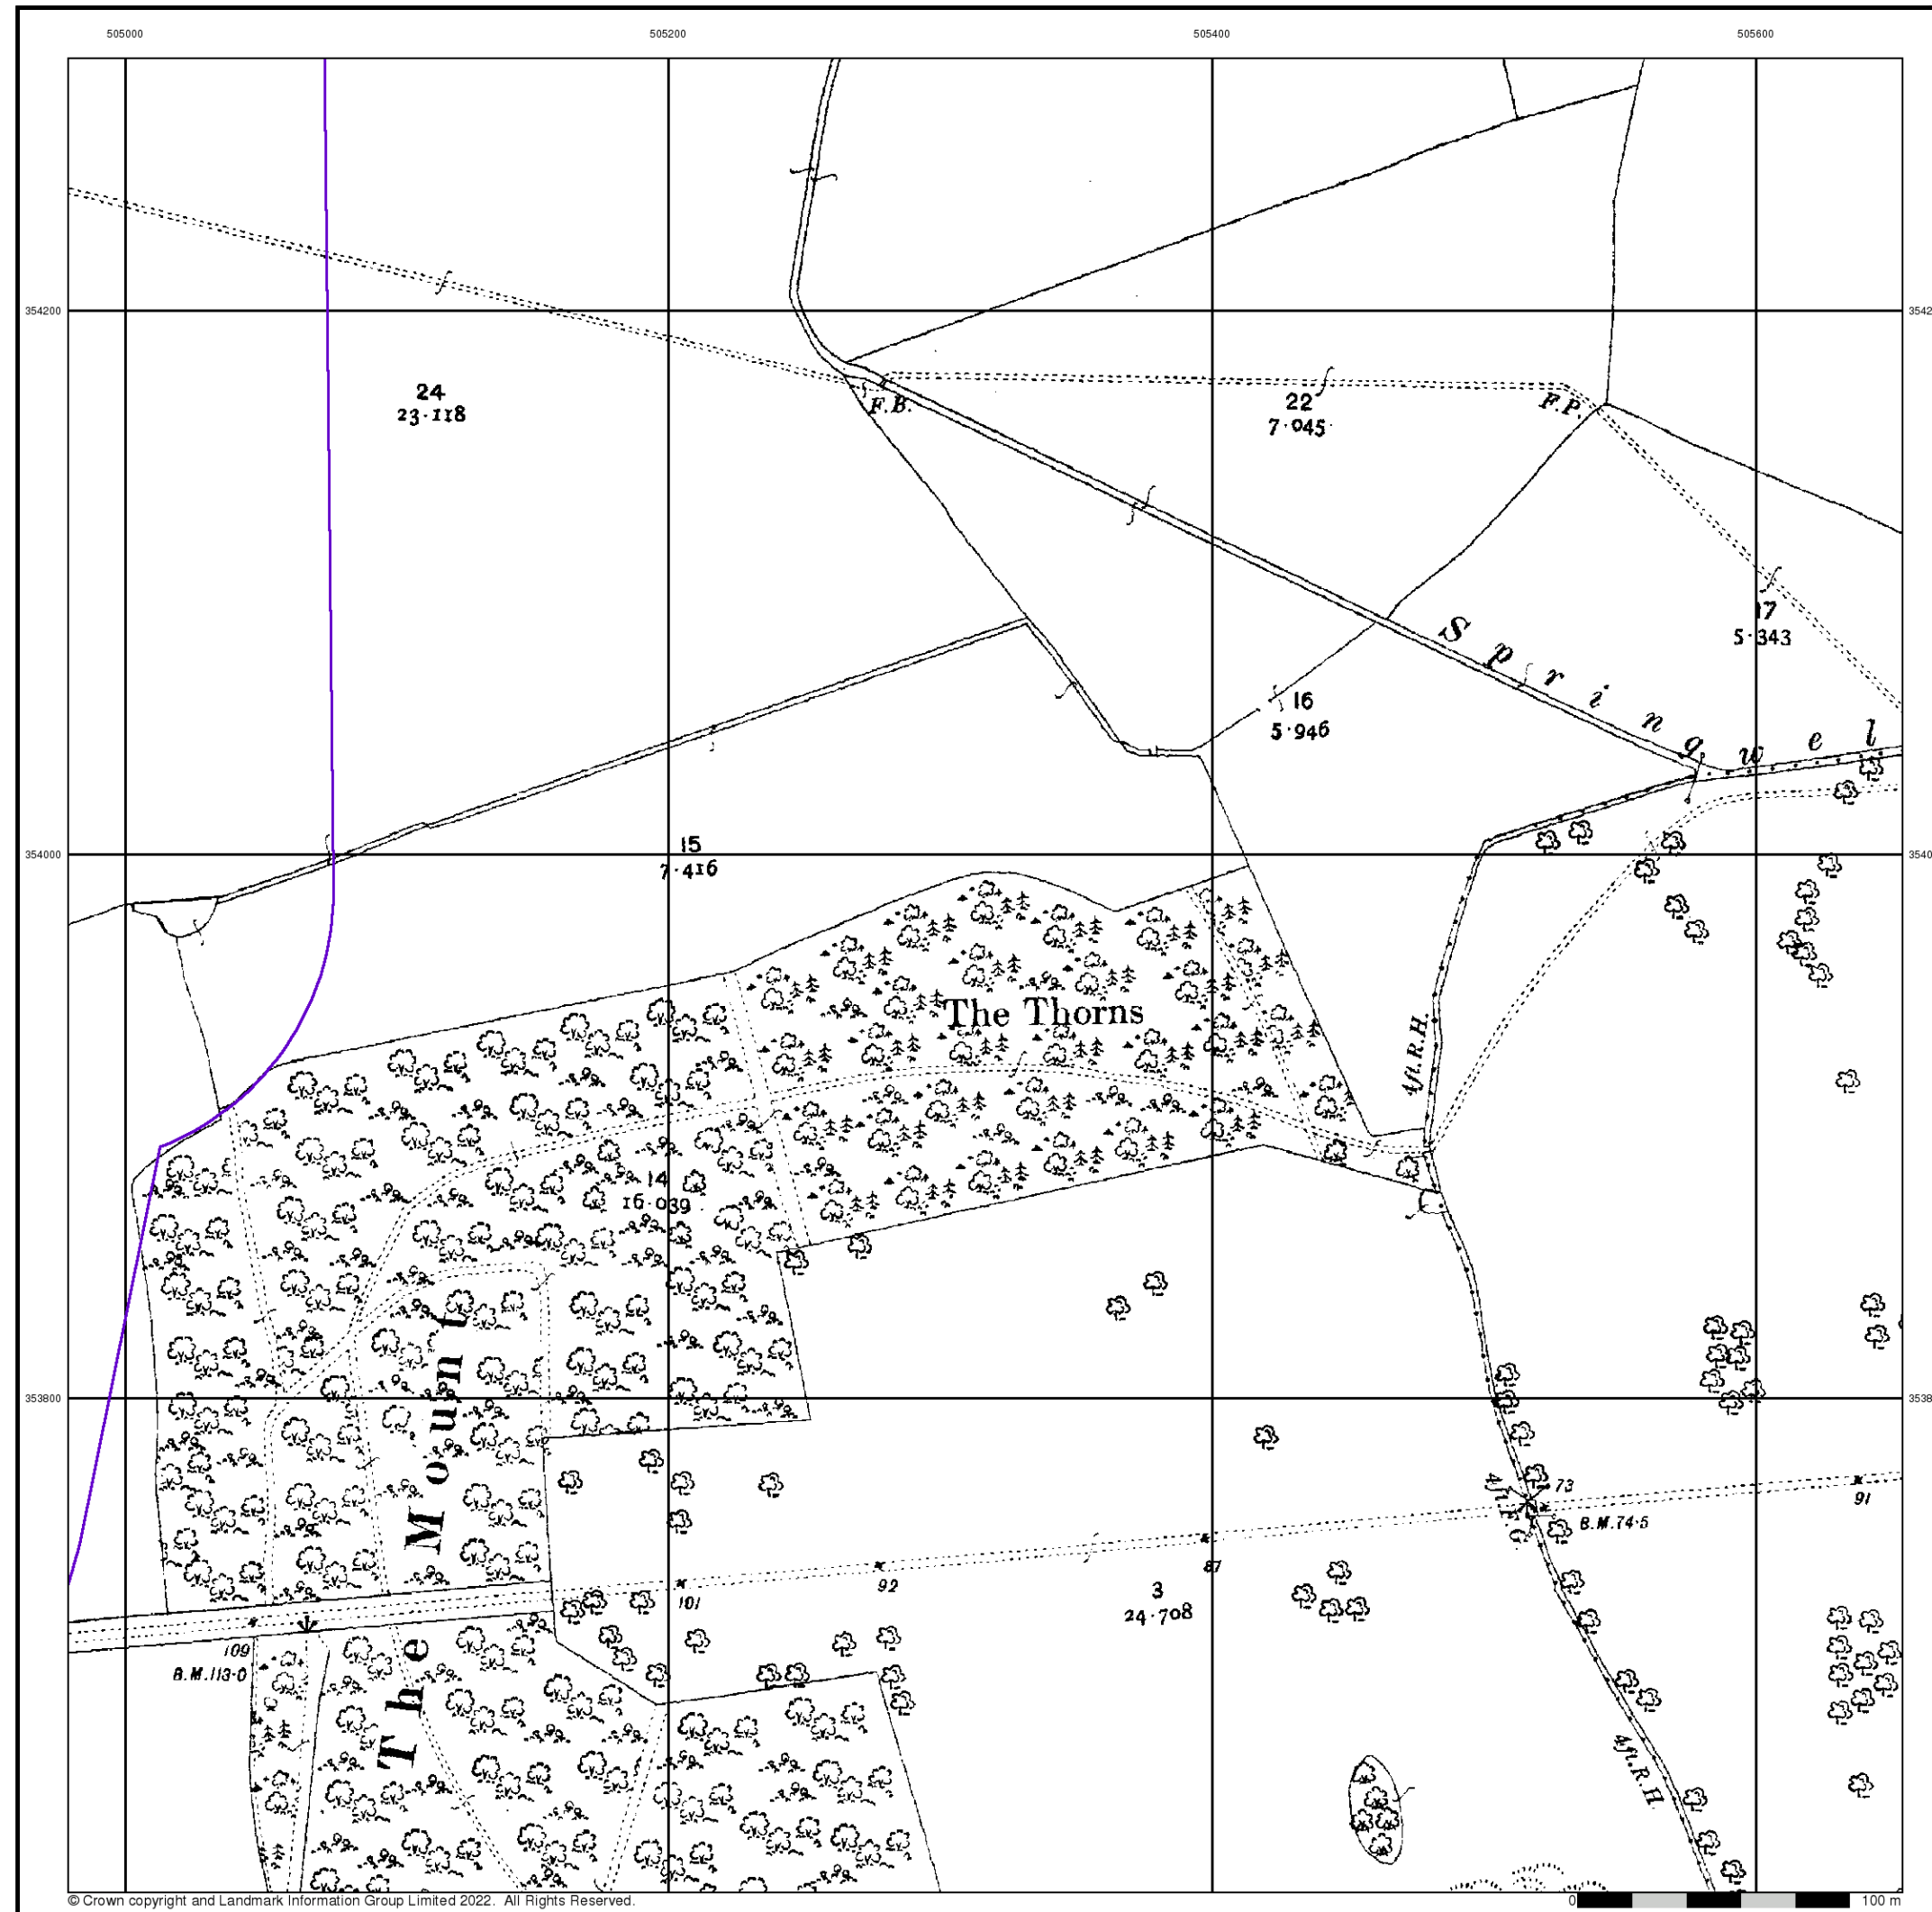 505000 505200 505400 505600
354200
24
23·118
F.B.
22
7·045
F.P.
17
5·343
Springwel
16
5·946
354000
15
7·416
The Thorns
4ft.R.H.
14
16·039
The Mount
353800
73
B.M.74·5
91
87
92
101
3
24·708
109
B.M.113·0
4ft.R.H.
© Crown copyright and Landmark Information Group Limited 2022. All Rights Reserved.
0 100 m